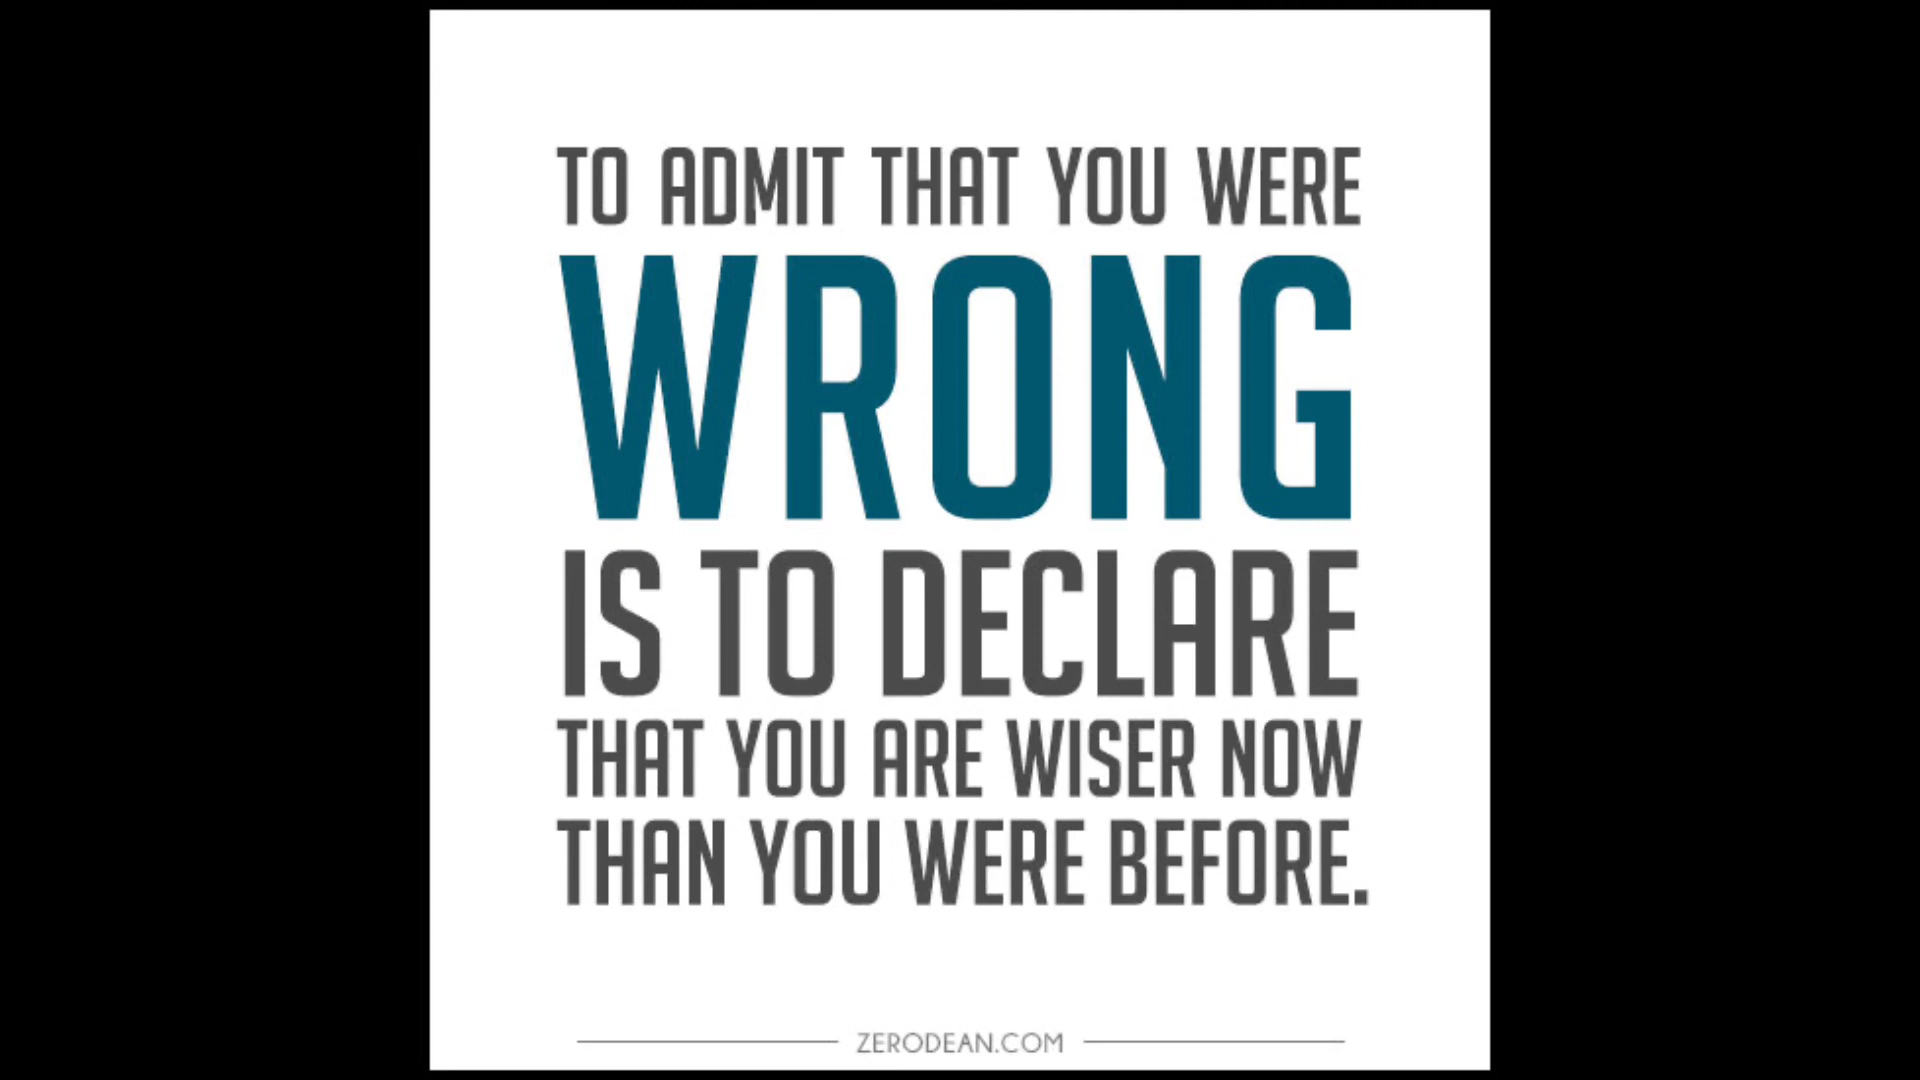 TO ADMIT THAT YOU WERE
WRONG
IS TO DECLARE
THAT YOU ARE WISER NOW
THAN YOU WERE BEFORE.
ZERODEAN.COM